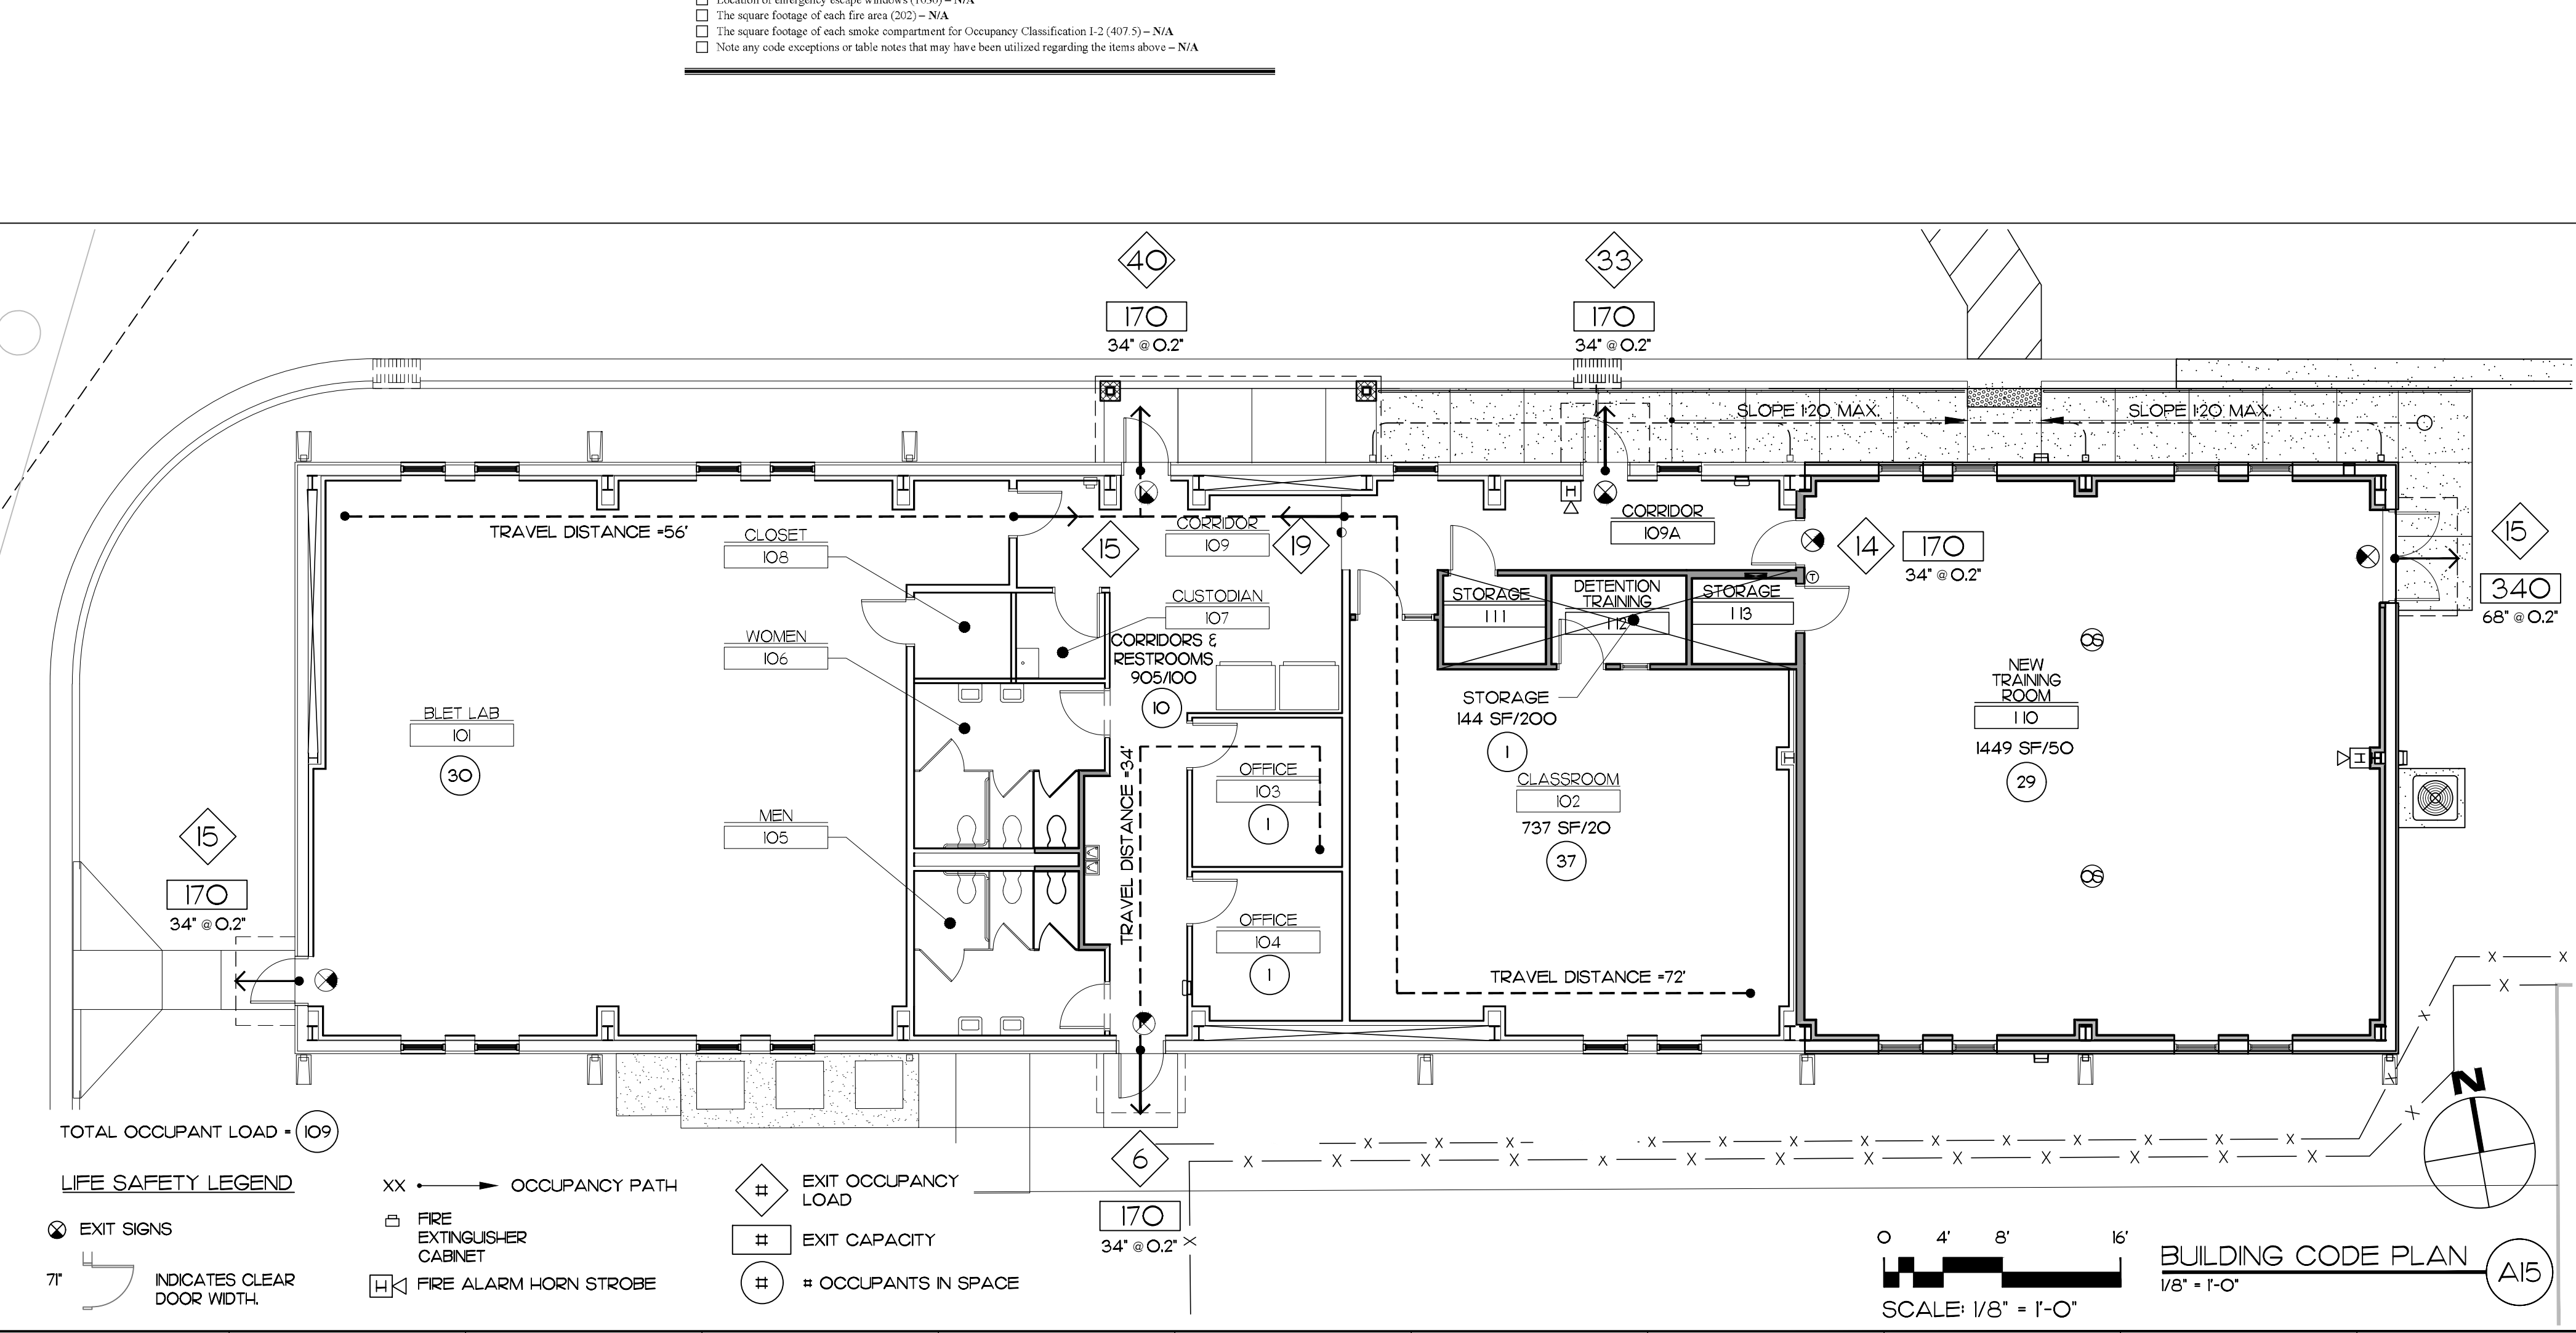 Location of emergency escape windows (1030) – N/A
The square footage of each fire area (202) – N/A
The square footage of each smoke compartment for Occupancy Classification I-2 (407.5) – N/A
Note any code exceptions or table notes that may have been utilized regarding the items above – N/A
40
170
34" @ 0.2"
33
170
34" @ 0.2"
SLOPE 1:20 MAX.
SLOPE 1:20 MAX.
TRAVEL DISTANCE =56'
CLOSET
108
15
CORRIDOR
109
19
H
CORRIDOR
109A
14
170
34" @ 0.2"
T
15
340
68" @ 0.2"
CUSTODIAN
107
WOMEN
106
CORRIDORS &
RESTROOMS
905/100
10
STORAGE
111
DETENTION
TRAINING
112
STORAGE
113
STORAGE
144 SF/200
1
OS
NEW
TRAINING
ROOM
110
1449 SF/50
29
H
OS
BLET LAB
101
30
TRAVEL DISTANCE =34'
OFFICE
103
1
CLASSROOM
102
737 SF/20
37
MEN
105
OFFICE
104
1
TRAVEL DISTANCE =72'
15
170
34" @ 0.2"
TOTAL OCCUPANT LOAD = 109
6
170
34" @ 0.2"
N
LIFE SAFETY LEGEND
EXIT SIGNS
71"
INDICATES CLEAR
DOOR WIDTH.
XX
OCCUPANCY PATH
FIRE
EXTINGUISHER
CABINET
H
FIRE ALARM HORN STROBE
#
EXIT OCCUPANCY
LOAD
#
EXIT CAPACITY
#
# OCCUPANTS IN SPACE
0 4' 8' 16'
SCALE: 1/8" = 1'-0"
BUILDING CODE PLAN
1/8" = 1'-0"
A15